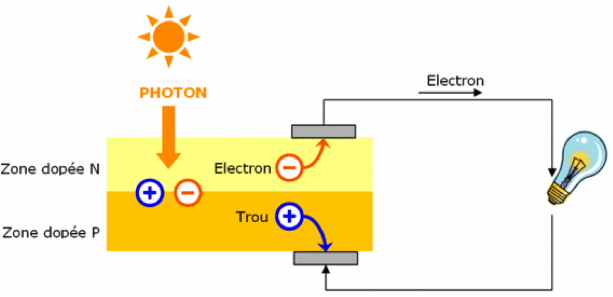 Electron
PHOTON
Zone dopée N
Electron
Trou
Zone dopée P